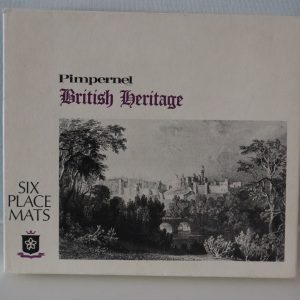 Pimpernel
British Heritage
SIX
PLACE
MATS